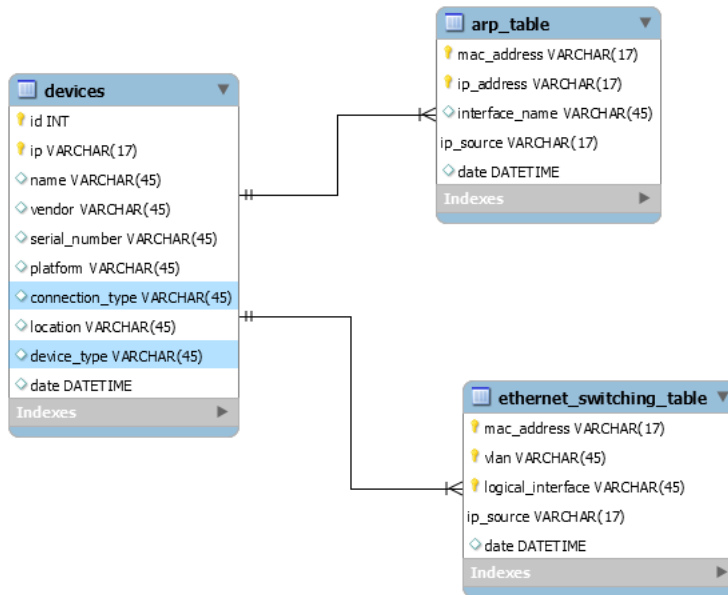 devices
id INT
ip VARCHAR(17)
name VARCHAR(45)
vendor VARCHAR(45)
serial_number VARCHAR(45)
platform VARCHAR(45)
connection_type VARCHAR(45)
location VARCHAR(45)
device_type VARCHAR(45)
date DATETIME
Indexes
arp_table
mac_address VARCHAR(17)
ip_address VARCHAR(17)
interface_name VARCHAR(45)
ip_source VARCHAR(17)
date DATETIME
Indexes
ethernet_switching_table
mac_address VARCHAR(17)
vlan VARCHAR(45)
logical_interface VARCHAR(45)
ip_source VARCHAR(17)
date DATETIME
Indexes